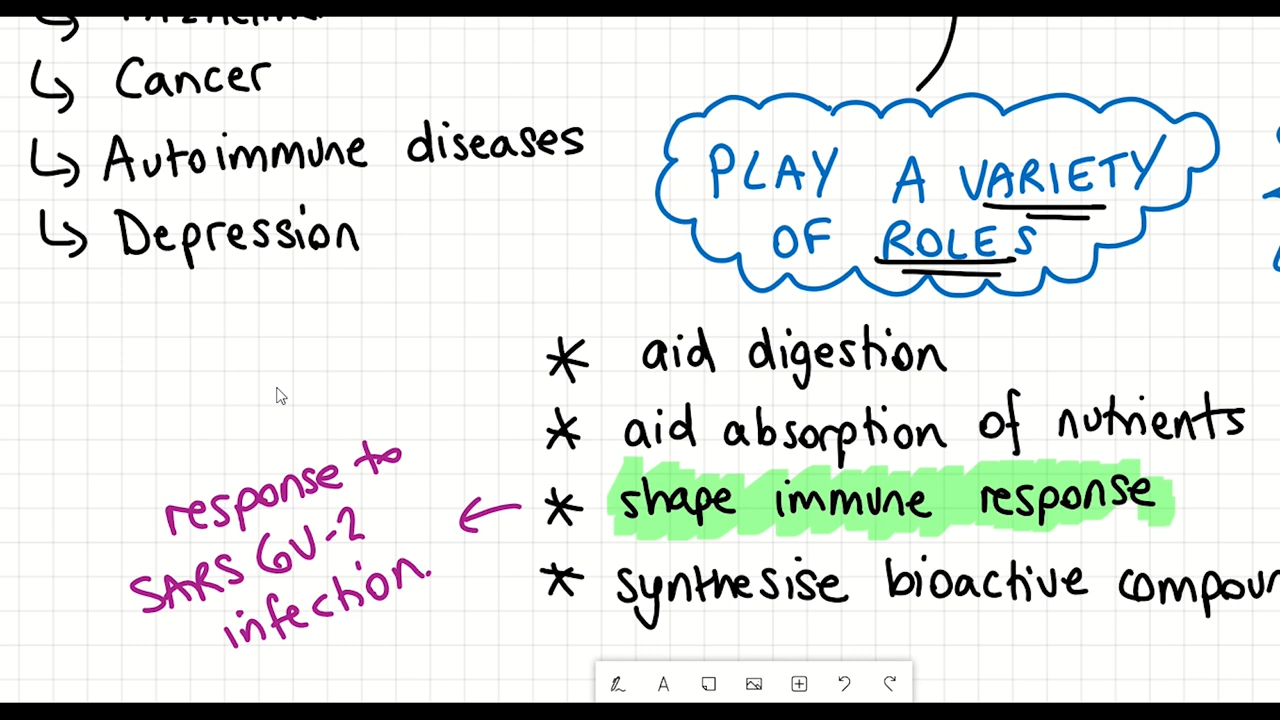 ↳ Cancer
↳ Autoimmune diseases
↳ Depression
PLAY A VARIETY
OF ROLES
* aid digestion
* aid absorption of nutrients
* shape immune response
* synthesise bioactive compoun
response to
SARS CoV-2
infection.
A